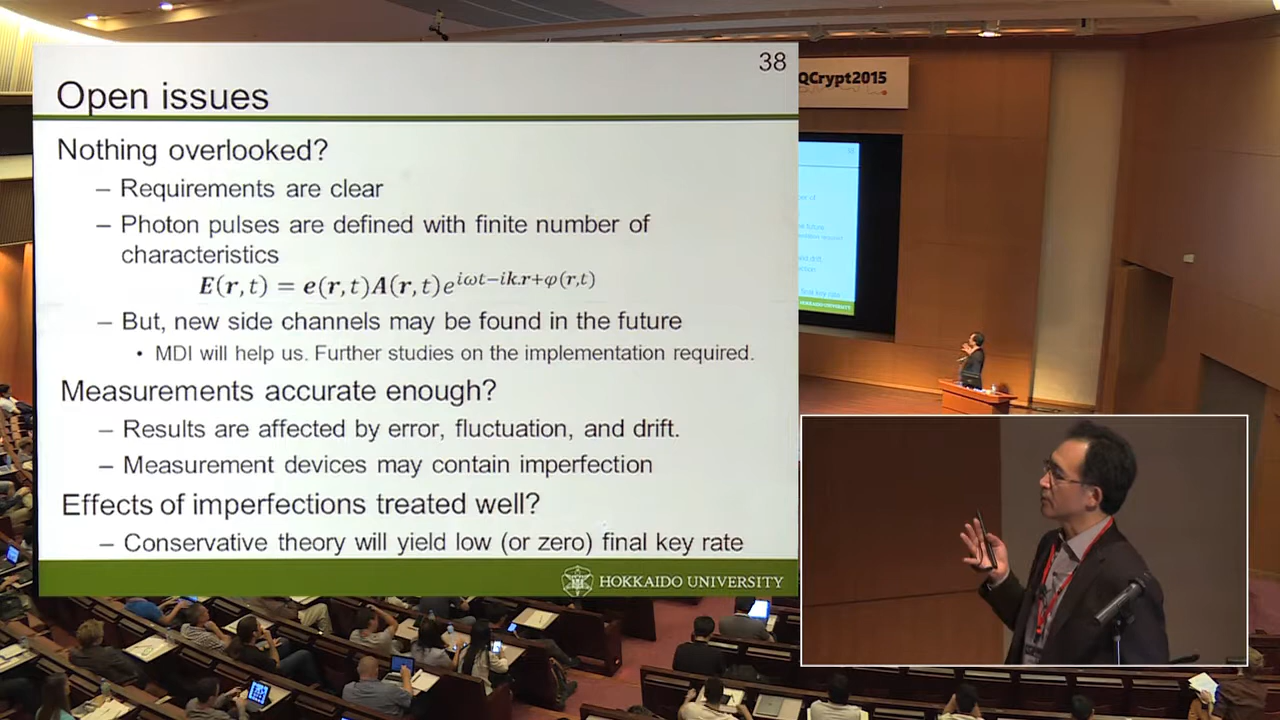 38
Open issues
Nothing overlooked?
– Requirements are clear
– Photon pulses are defined with finite number of
characteristics
E(r,t) = e(r,t)A(r,t)e^{iωt−ik.r+φ(r,t)}
– But, new side channels may be found in the future
• MDI will help us. Further studies on the implementation required.
Measurements accurate enough?
– Results are affected by error, fluctuation, and drift.
– Measurement devices may contain imperfection
Effects of imperfections treated well?
– Conservative theory will yield low (or zero) final key rate
HOKKAIDO UNIVERSITY
QCrypt2015